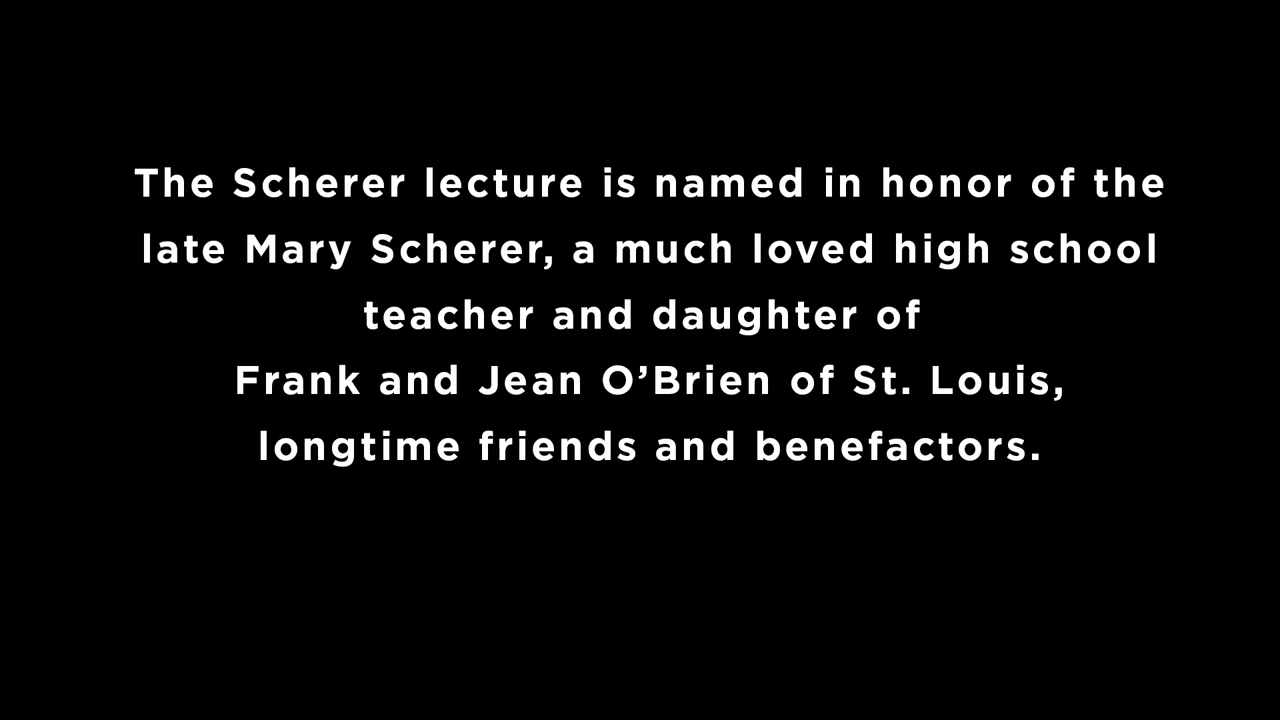 The Scherer lecture is named in honor of the
late Mary Scherer, a much loved high school
teacher and daughter of
Frank and Jean O’Brien of St. Louis,
longtime friends and benefactors.